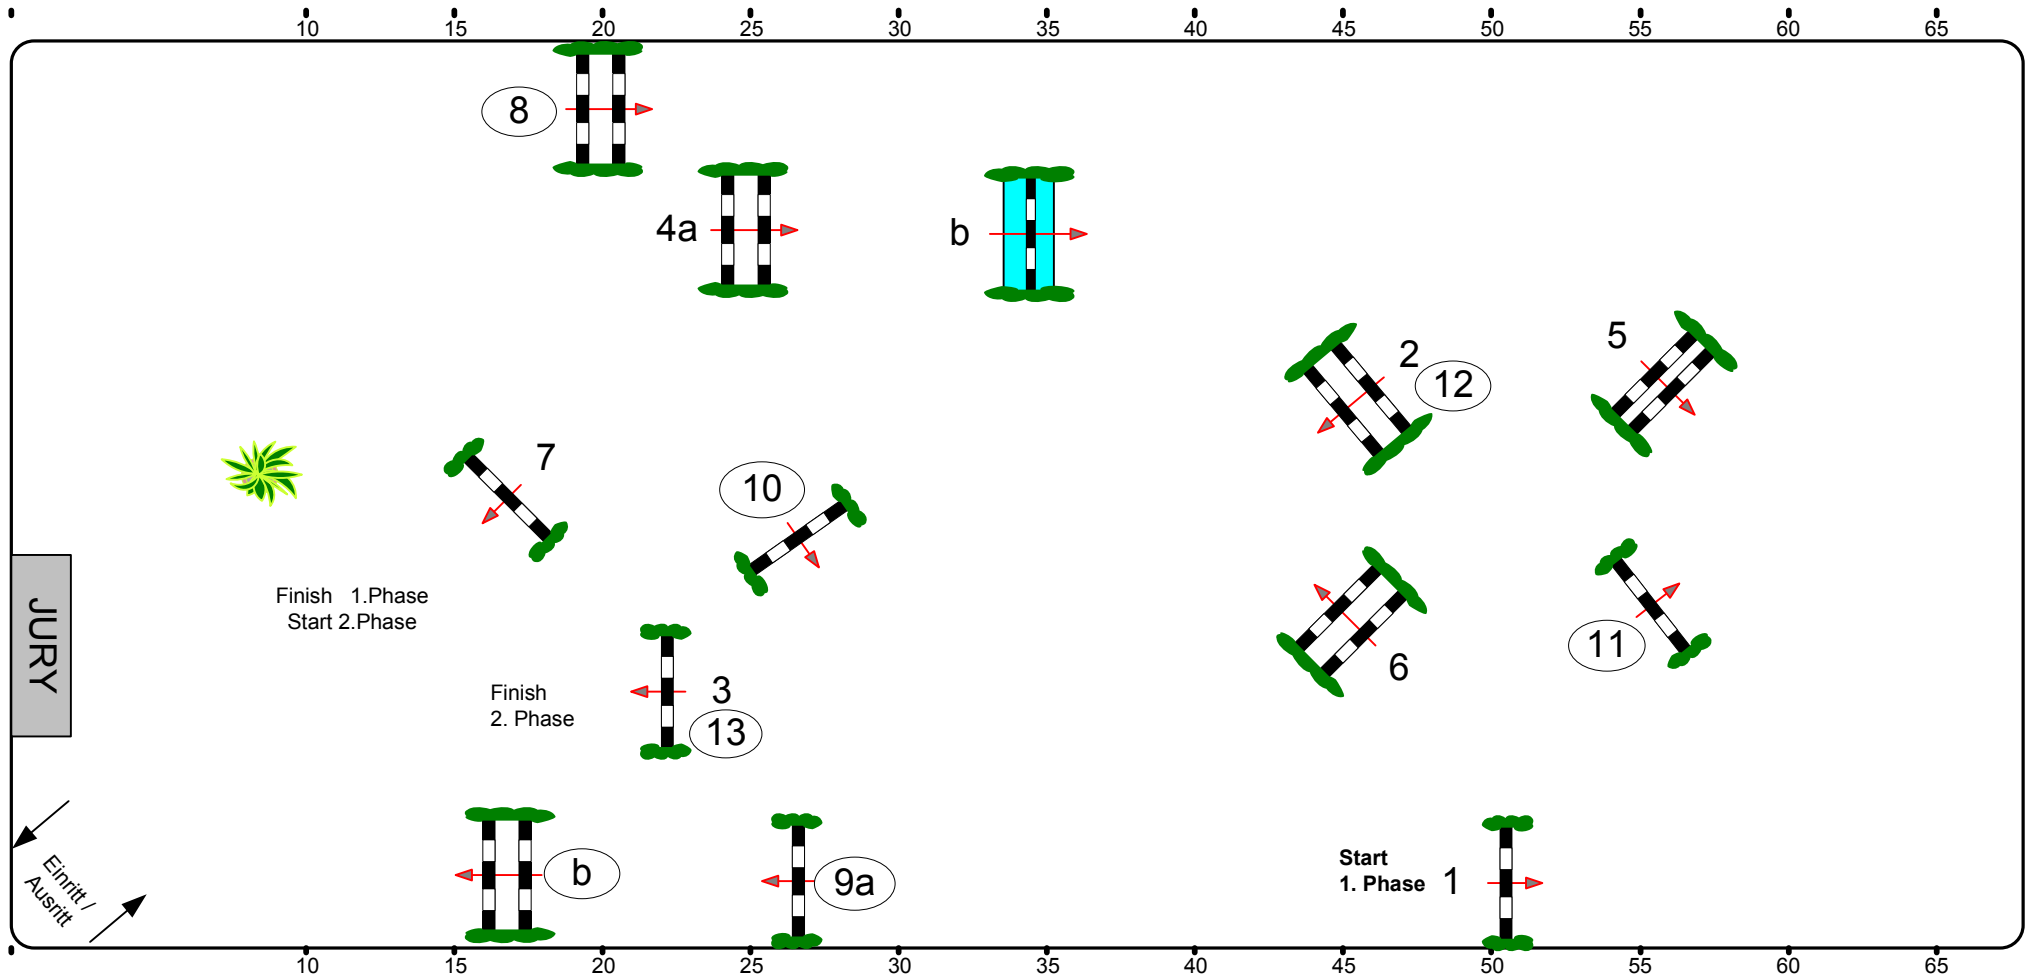 10 15 20 25 30 35 40 45 50 55 60 65
8
4a
b
2
5
12
7
10
Finish 1.Phase
Start 2.Phase
JURY
11
6
Finish
2. Phase
3
13
Einritt /
Ausritt
b
9a
Start
1. Phase
1
10 15 20 25 30 35 40 45 50 55 60 65